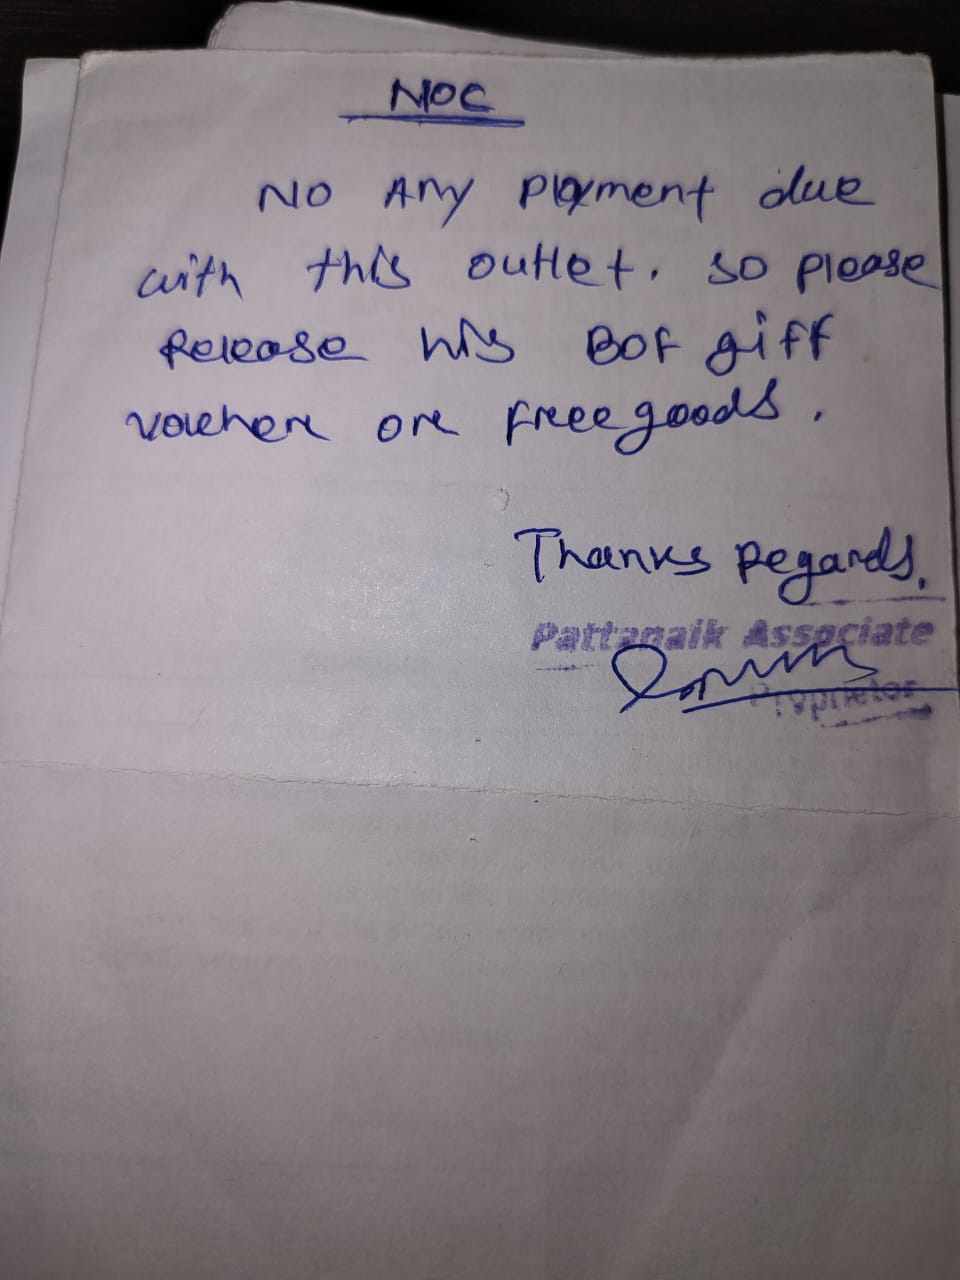 NOC
NO ANY Payment due
with this outlet. so please
Release his BOF giff
voucher or free goods.
Thanks Regards,
Pattanaik Associate
Proprietor